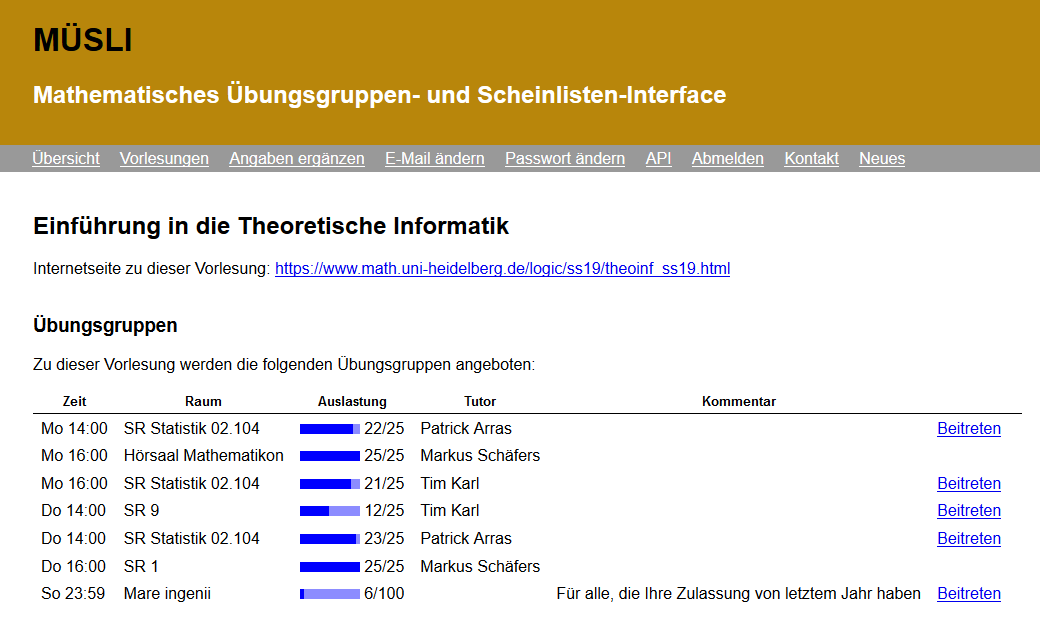 MÜSLI
Mathematisches Übungsgruppen- und Scheinlisten-Interface
Übersicht Vorlesungen Angaben ergänzen E-Mail ändern Passwort ändern API Abmelden Kontakt Neues
Einführung in die Theoretische Informatik
Internetseite zu dieser Vorlesung: https://www.math.uni-heidelberg.de/logic/ss19/theoinf_ss19.html
Übungsgruppen
Zu dieser Vorlesung werden die folgenden Übungsgruppen angeboten:
Zeit Raum Auslastung Tutor Kommentar
Mo 14:00 SR Statistik 02.104 22/25 Patrick Arras Beitreten
Mo 16:00 Hörsaal Mathematikon 25/25 Markus Schäfers
Mo 16:00 SR Statistik 02.104 21/25 Tim Karl Beitreten
Do 14:00 SR 9 12/25 Tim Karl Beitreten
Do 14:00 SR Statistik 02.104 23/25 Patrick Arras Beitreten
Do 16:00 SR 1 25/25 Markus Schäfers
So 23:59 Mare ingenii 6/100 Für alle, die Ihre Zulassung von letztem Jahr haben Beitreten